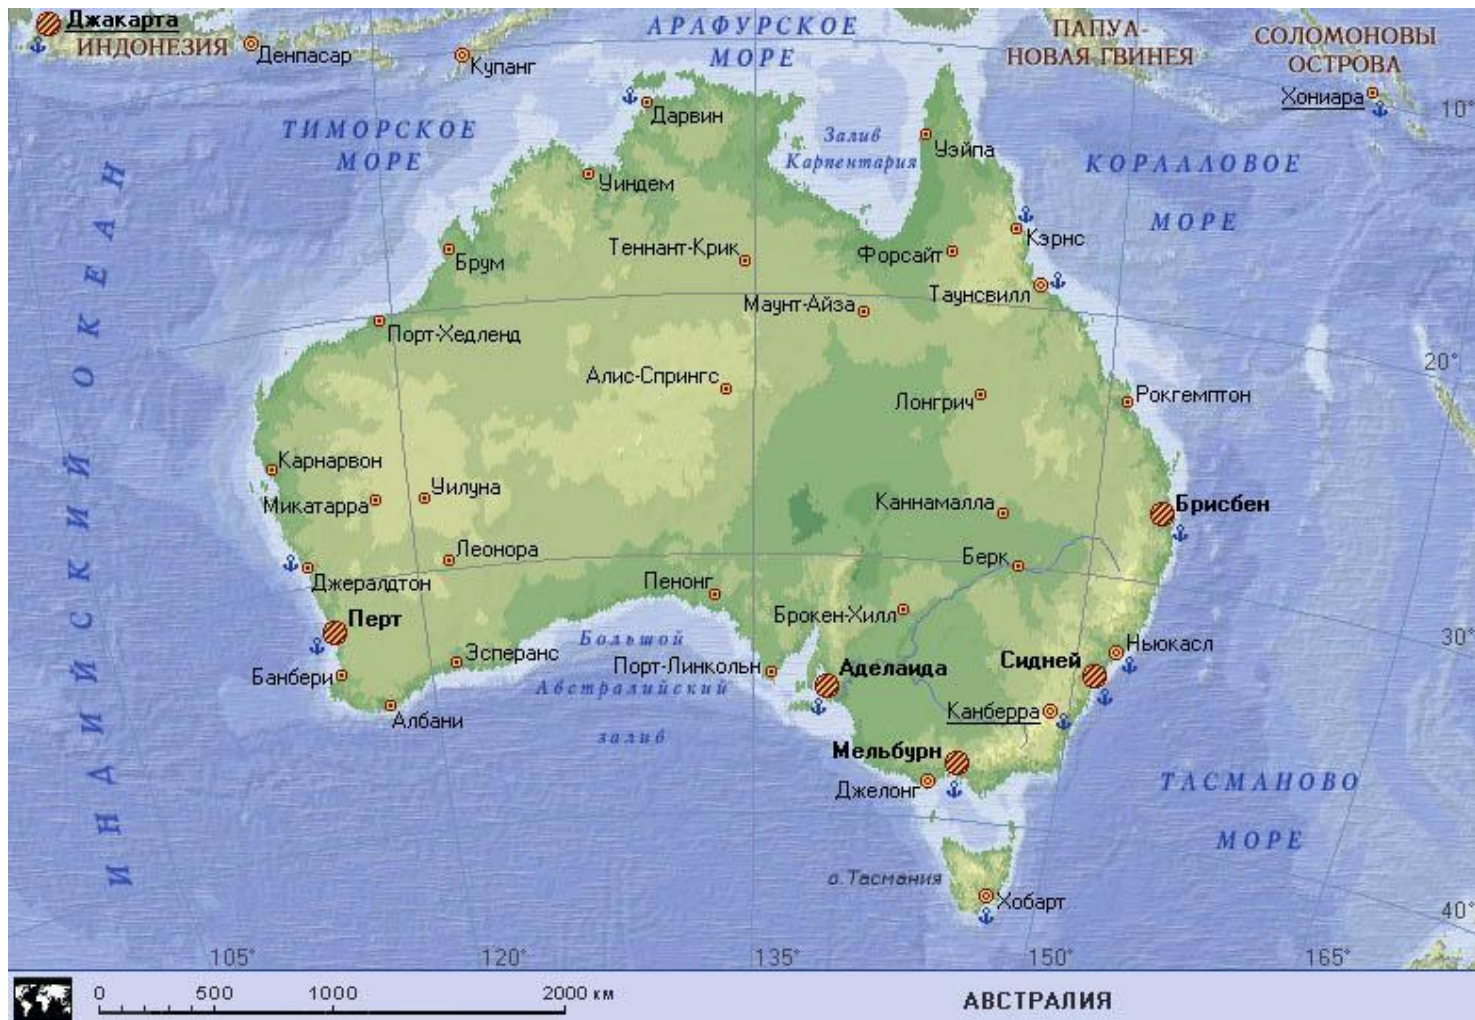 Джакарта
ИНДОНЕЗИЯ
Денпасар
Купанг
АРАФУРСКОЕ
МОРЕ
ПАПУА-
НОВАЯ ГВИНЕЯ
СОЛОМОНОВЫ
ОСТРОВА
Хониара
10°
ТИМОРСКОЕ
МОРЕ
Дарвин
Залив
Карпентария
Уэйпа
КОРАЛЛОВОЕ
МОРЕ
Уиндем
Кэрнс
Брум
Теннант-Крик
Форсайт
Таунсвилл
Маунт-Айза
Порт-Хедленд
20°
Алис-Спрингс
Лонгрич
Рокгемптон
ИНДИЙСКИЙ ОКЕАН
Карнарвон
Микатарра
Уилуна
Каннамалла
Брисбен
Леонора
Берк
Джералдтон
Пенонг
Брокен-Хилл
Перт
Большой
Австралийский
залив
Ньюкасл
30°
Эсперанс
Порт-Линкольн
Аделаида
Сидней
Банбери
Албани
Канберра
Мельбурн
Джелонг
ТАСМАНОВО
МОРЕ
о.Тасмания
Хобарт
40°
105°
120°
135°
150°
165°
0
500
1000
2000 км
АВСТРАЛИЯ